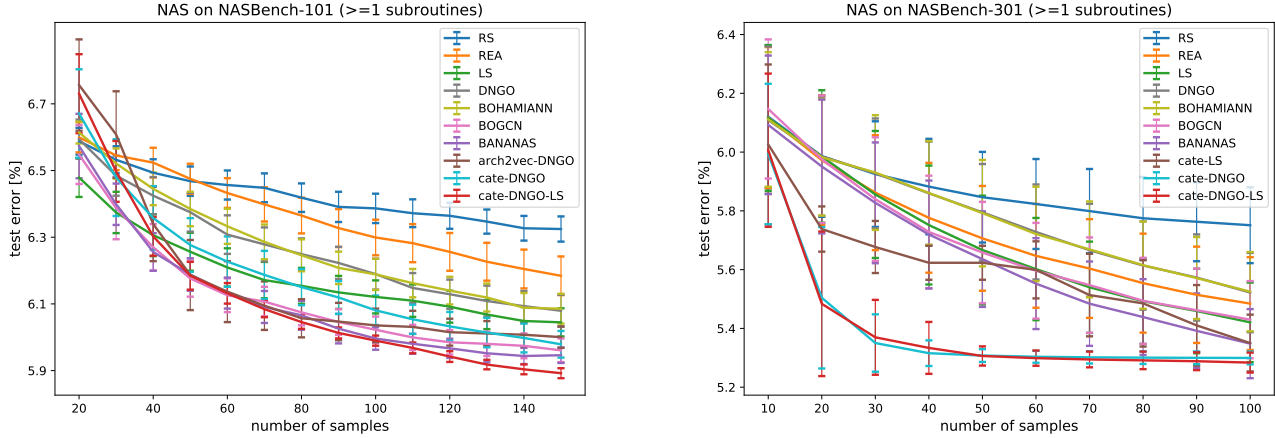 NAS on NASBench-101 (>=1 subroutines)
test error [%]
6.7
6.5
6.3
6.1
5.9
20
40
60
80
100
120
140
number of samples
RS
REA
LS
DNGO
BOHAMIANN
BOGCN
BANANAS
arch2vec-DNGO
cate-DNGO
cate-DNGO-LS
NAS on NASBench-301 (>=1 subroutines)
test error [%]
6.4
6.2
6.0
5.8
5.6
5.4
5.2
10
20
30
40
50
60
70
80
90
100
number of samples
RS
REA
LS
DNGO
BOHAMIANN
BOGCN
BANANAS
cate-LS
cate-DNGO
cate-DNGO-LS